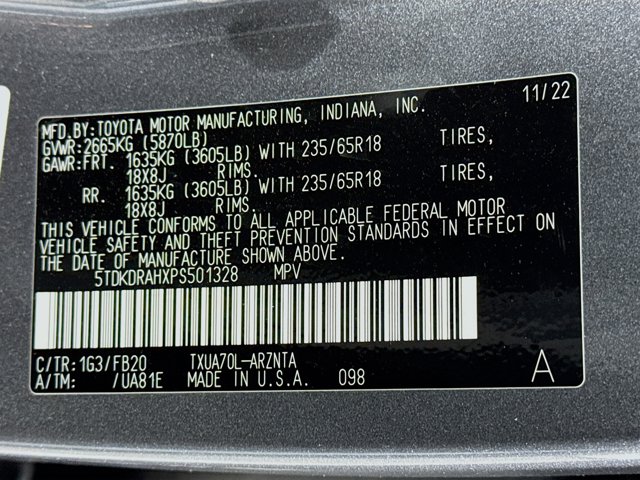 11/22
MFD.BY:TOYOTA MOTOR MANUFACTURING, INDIANA, INC.
GVWR:2665KG (5870LB)
GAWR:FRT. 1635KG (3605LB) WITH 235/65R18 TIRES,
18X8J RIMS.
RR. 1635KG (3605LB) WITH 235/65R18 TIRES,
18X8J RIMS.
THIS VEHICLE CONFORMS TO ALL APPLICABLE FEDERAL MOTOR
VEHICLE SAFETY AND THEFT PREVENTION STANDARDS IN EFFECT ON
THE DATE OF MANUFACTURE SHOWN ABOVE.
5TDKDRAHXPS501328 MPV
C/TR:1G3/FB20 TXUA70L-ARZNTA
A/TM: /UA81E MADE IN U.S.A. 098 A